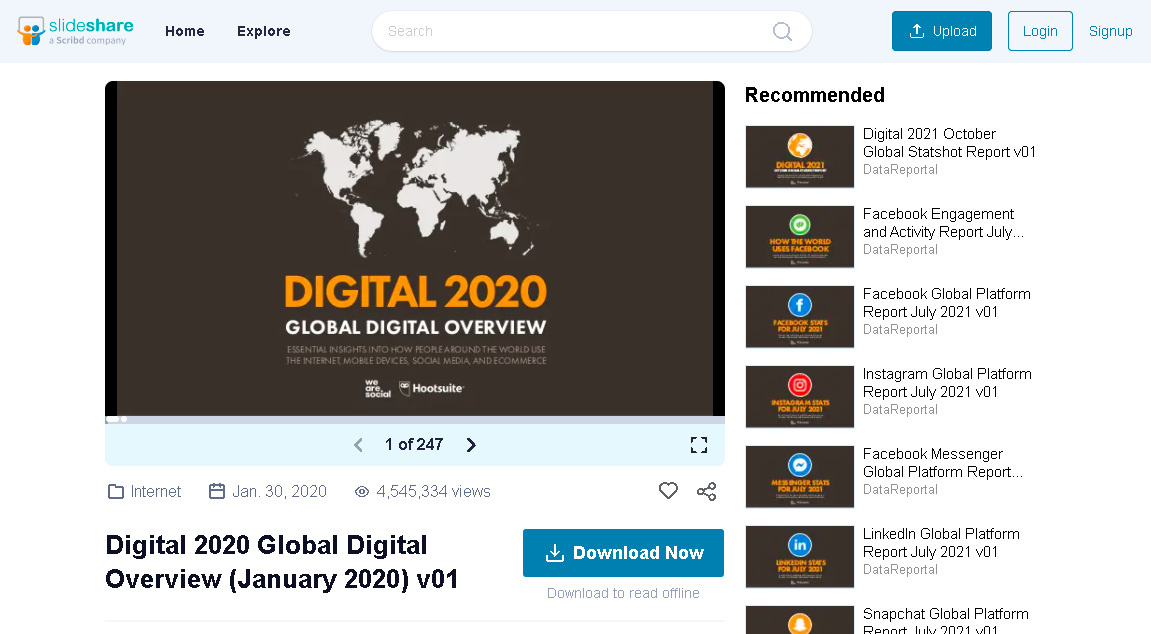 slideshare
a Scribd company
Home
Explore
Search
Upload
Login
Signup
DIGITAL 2020
GLOBAL DIGITAL OVERVIEW
ESSENTIAL INSIGHTS INTO HOW PEOPLE AROUND THE WORLD USE
THE INTERNET, MOBILE DEVICES, SOCIAL MEDIA, AND ECOMMERCE
we
are.
social
Hootsuite
1 of 247
Internet
Jan. 30, 2020
4,545,334 views
Digital 2020 Global Digital
Overview (January 2020) v01
Download Now
Download to read offline
Recommended
DIGITAL 2021
Digital 2021 October
Global Statshot Report v01
DataReportal
HOW THE WORLD
USES FACEBOOK
Facebook Engagement
and Activity Report July...
DataReportal
FACEBOOK STATS
FOR JULY 2021
Facebook Global Platform
Report July 2021 v01
DataReportal
INSTAGRAM STATS
FOR JULY 2021
Instagram Global Platform
Report July 2021 v01
DataReportal
MESSENGER STATS
FOR JULY 2021
Facebook Messenger
Global Platform Report...
DataReportal
in
LINKEDIN STATS
FOR JULY 2021
LinkedIn Global Platform
Report July 2021 v01
DataReportal
Snapchat Global Platform
Report July 2021 v01